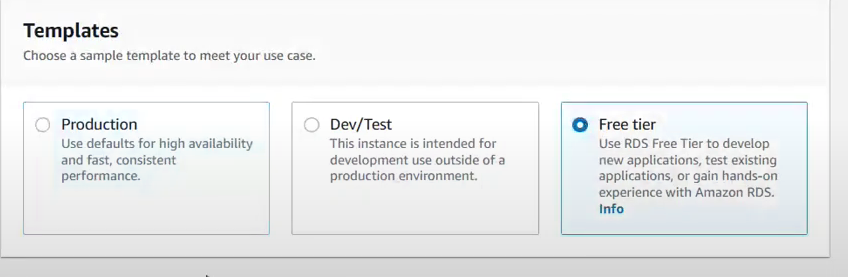 Templates
Choose a sample template to meet your use case.
Production
Use defaults for high availability
and fast, consistent
performance.
Dev/Test
This instance is intended for
development use outside of a
production environment.
Free tier
Use RDS Free Tier to develop
new applications, test existing
applications, or gain hands-on
experience with Amazon RDS.
Info